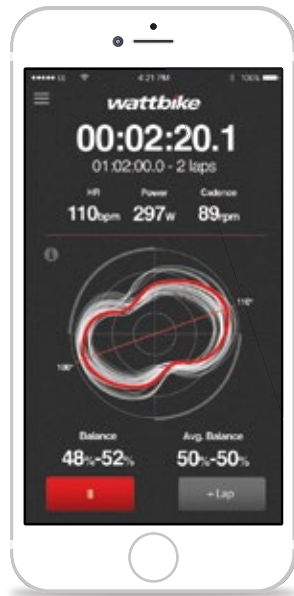 4:21 PM 100%
wattbike
00:02:20.1
01:02:00.0 - 2 laps
HR Power Cadence
110bpm 297w 89rpm
110°
100°
Balance Avg. Balance
48%-52% 50%-50%
+Lap